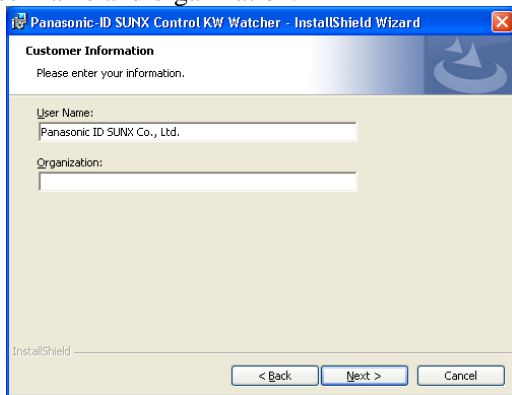 Panasonic-ID SUNX Control KW Watcher - InstallShield Wizard
Customer Information
Please enter your information.
User Name:
Panasonic ID SUNX Co., Ltd.
Organization:
InstallShield
< Back Next > Cancel